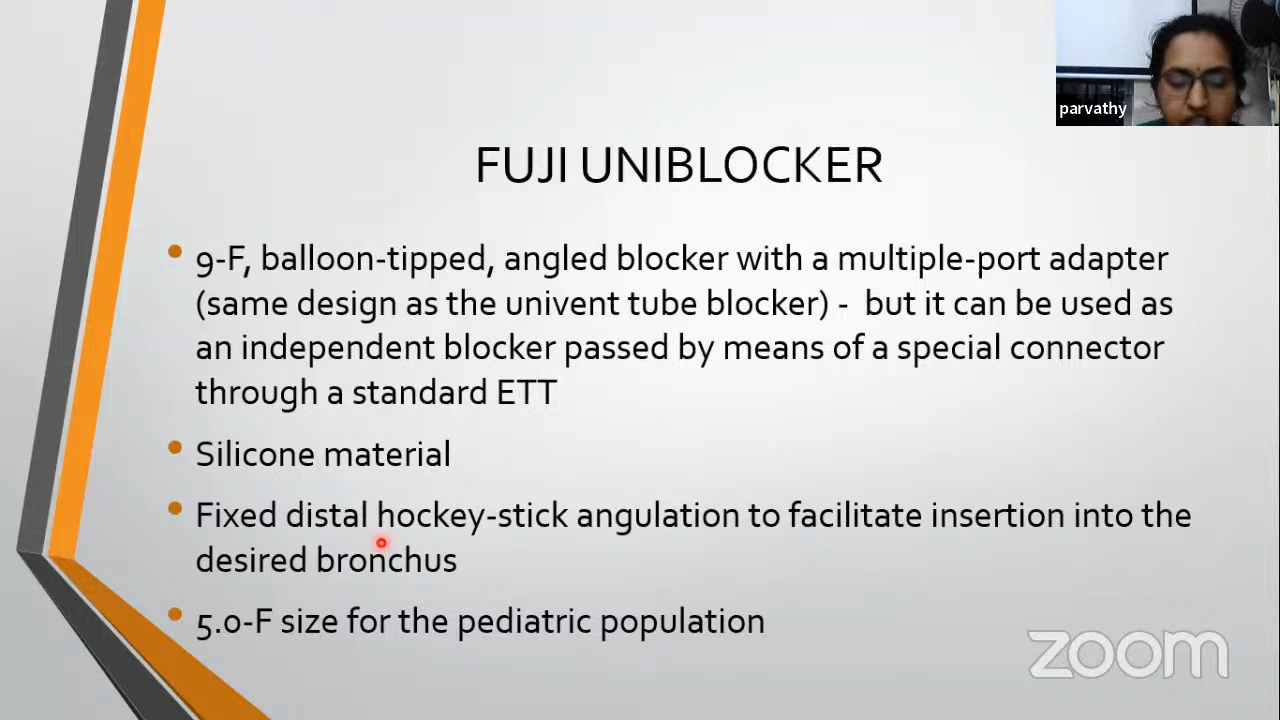 parvathy
FUJI UNIBLOCKER
• 9-F, balloon-tipped, angled blocker with a multiple-port adapter
(same design as the univent tube blocker) - but it can be used as
an independent blocker passed by means of a special connector
through a standard ETT
• Silicone material
• Fixed distal hockey-stick angulation to facilitate insertion into the
desired bronchus
• 5.0-F size for the pediatric population
zoom